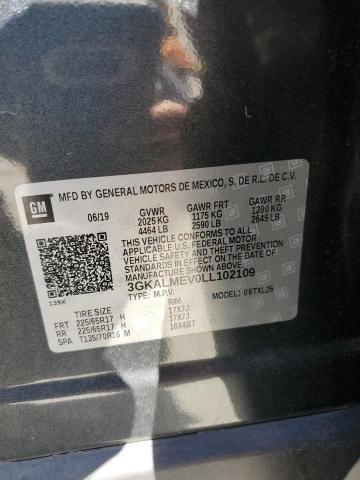 GM
MFD BY GENERAL MOTORS DE MEXICO, S. DE R.L. DE C.V.
06/19 GVWR GAWR FRT GAWR RR
2025 KG 1175 KG 1200 KG
4464 LB 2590 LB 2645 LB
THIS VEHICLE CONFORMS TO ALL APPLICABLE U.S. FEDERAL MOTOR VEHICLE SAFETY, BUMPER, AND THEFT PREVENTION STANDARDS IN EFFECT ON THE DATE OF MANUFACTURE SHOWN ABOVE.
3GKALMEV0LL102109
139X TYPE: M.P.V. MODEL: 09TXL26
TIRE SIZE RIM
FRT 225/65R17 H 17X7J
RR 225/65R17 H 17X7J
SPA T135/70R16 M 16X4BT